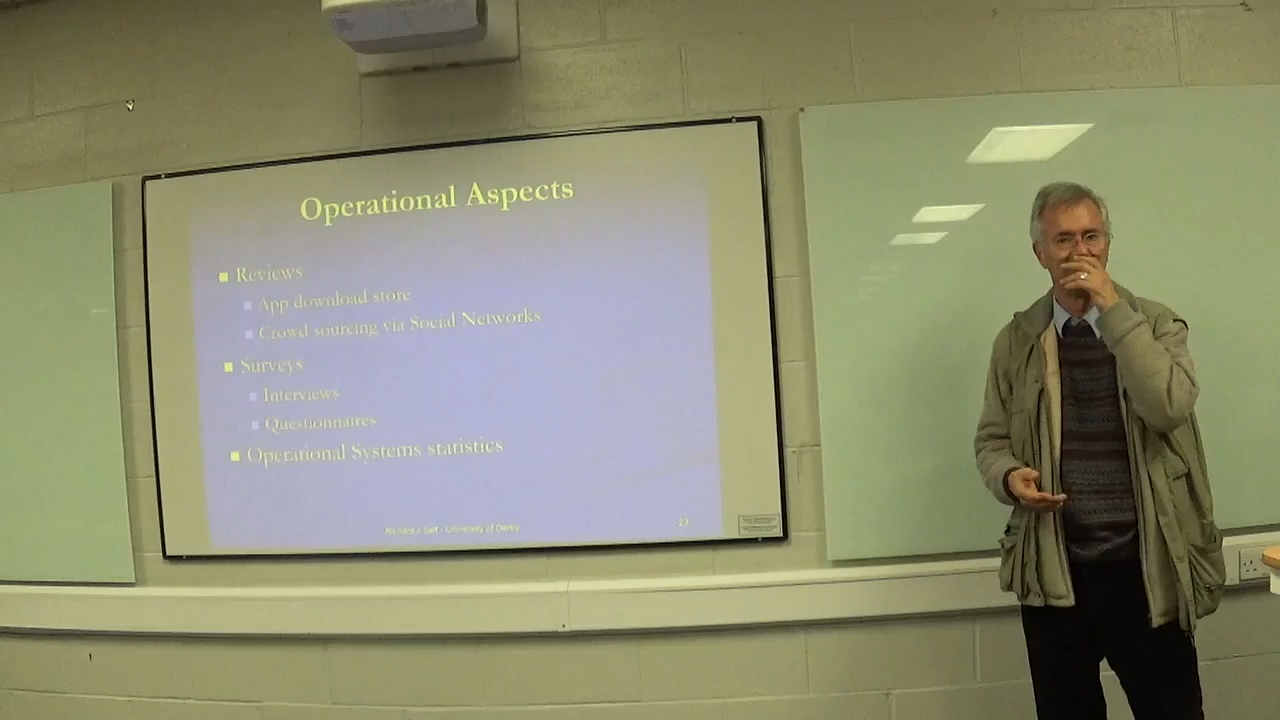 Operational Aspects
Reviews
App download store
Crowd sourcing via Social Networks
Surveys
Interviews
Questionnaires
Operational Systems statistics
Richard J Self - University of Derby
23